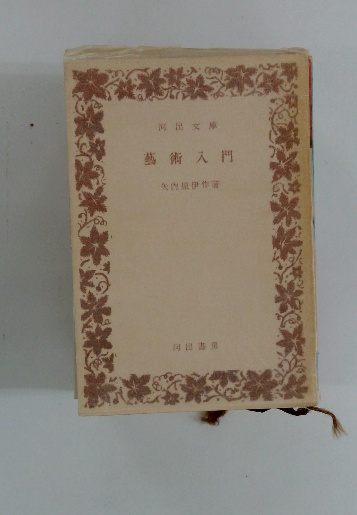 河出文庫
藝術入門
矢内原伊作著
河出書房